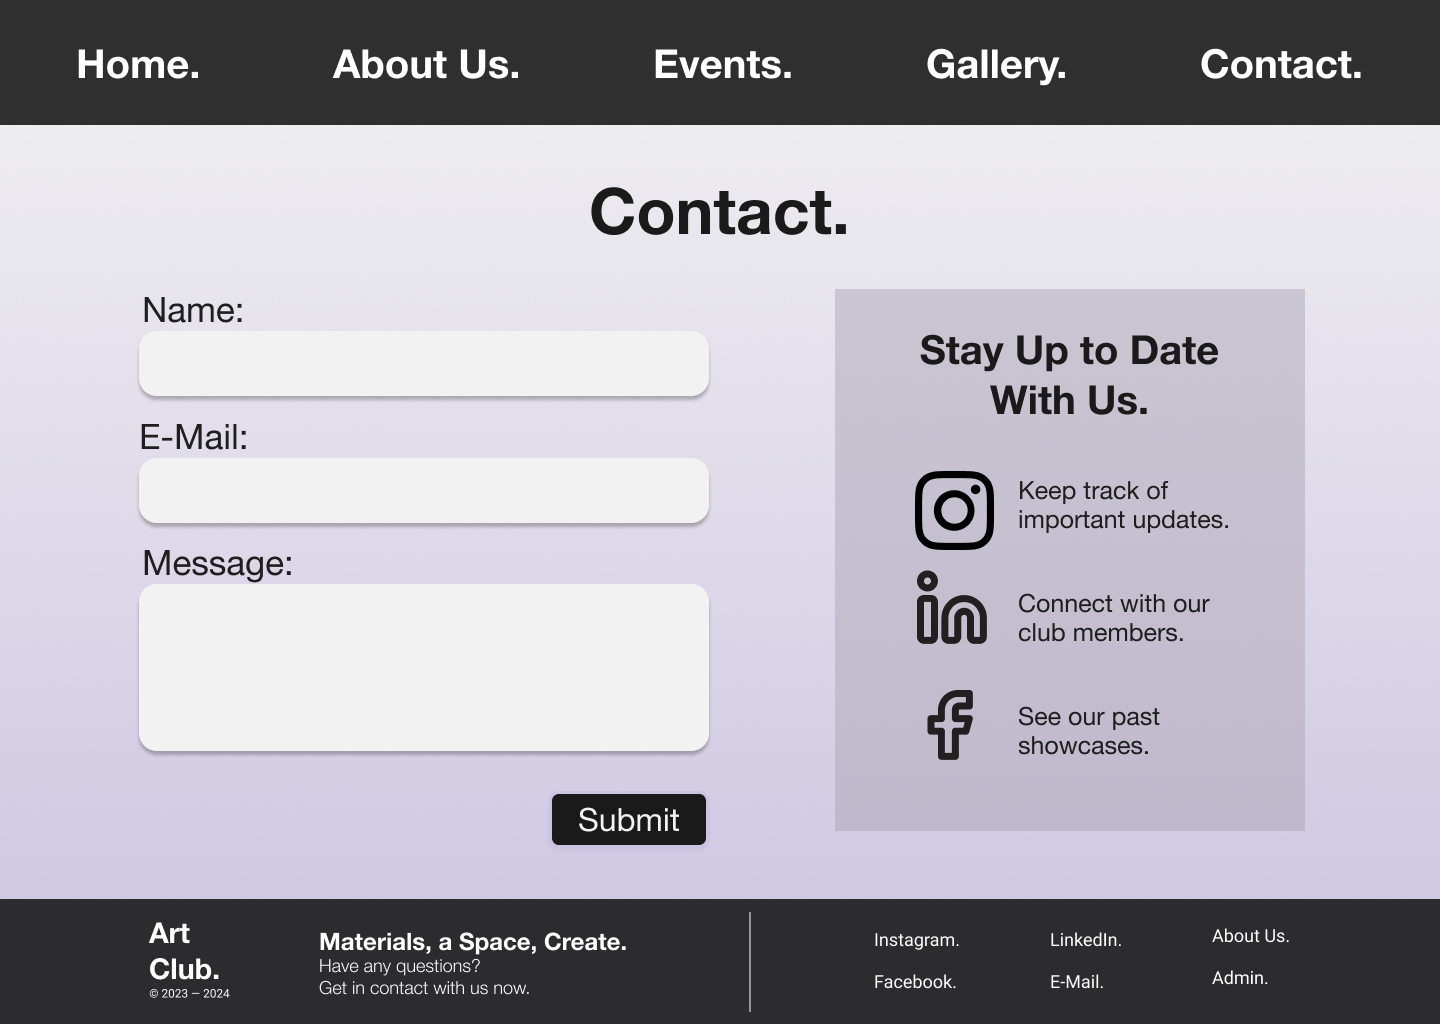 Home. About Us. Events. Gallery. Contact.
Contact.
Name:
E-Mail:
Message:
Submit
Stay Up to Date
With Us.
Keep track of
important updates.
Connect with our
club members.
See our past
showcases.
Art
Club.
© 2023 – 2024
Materials, a Space, Create.
Have any questions?
Get in contact with us now.
Instagram. LinkedIn. About Us.
Facebook. E-Mail. Admin.